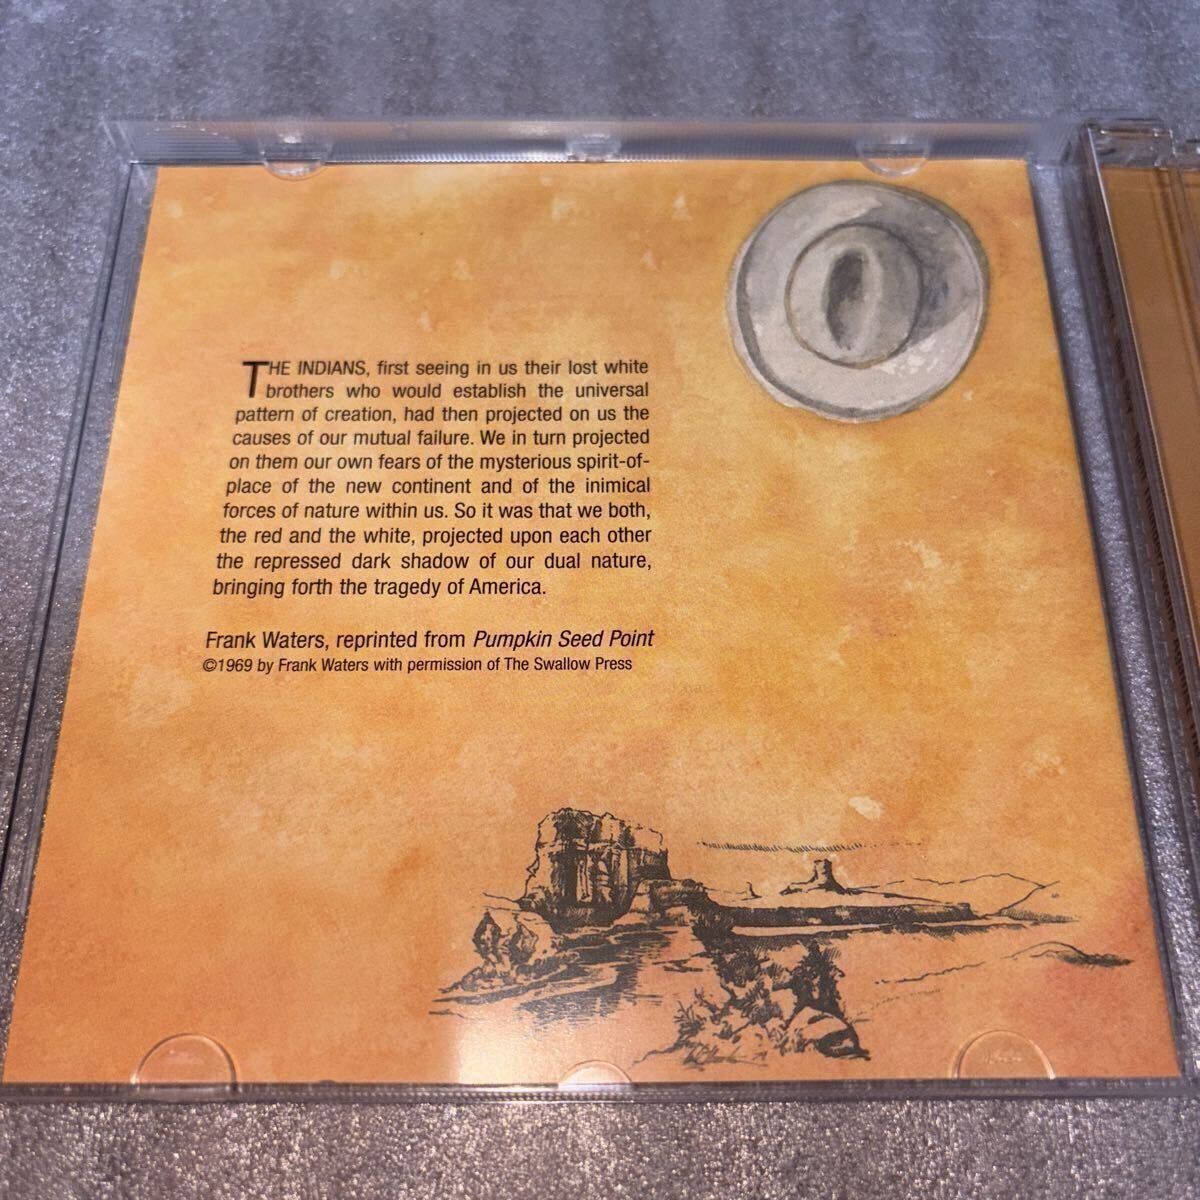 THE INDIANS, first seeing in us their lost white
brothers who would establish the universal
pattern of creation, had then projected on us the
causes of our mutual failure. We in turn projected
on them our own fears of the mysterious spirit-of-
place of the new continent and of the inimical
forces of nature within us. So it was that we both,
the red and the white, projected upon each other
the repressed dark shadow of our dual nature,
bringing forth the tragedy of America.
Frank Waters, reprinted from Pumpkin Seed Point
©1969 by Frank Waters with permission of The Swallow Press